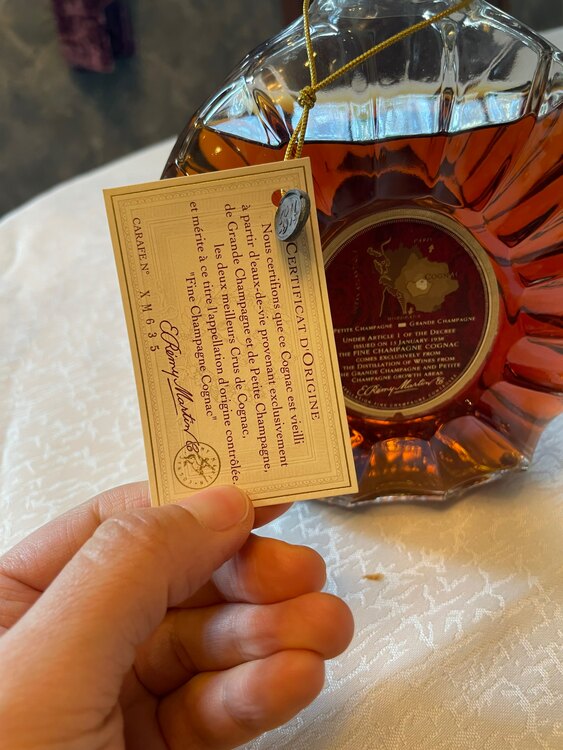 CERTIFICAT D'ORIGINE
Nous certifions que ce Cognac est vieilli
à partir d'eaux-de-vie provenant exclusivement
de Grande Champagne et de Petite Champagne,
les deux meilleurs Crus de Cognac,
et mérite à ce titre l'appellation d'origine contrôlée
"Fine Champagne Cognac"
E. Rémy Martin
CARAFE N° XM635
PARIS
COGNAC
PETITE CHAMPAGNE GRANDE CHAMPAGNE
UNDER ARTICLE 1 OF THE DECREE
ISSUED ON 13 JANUARY 1938
THE FINE CHAMPAGNE COGNAC
COMES EXCLUSIVELY FROM
THE DISTILLATION OF WINES FROM
THE GRANDE CHAMPAGNE AND PETITE
CHAMPAGNE GROWTH AREAS.
E. Rémy Martin